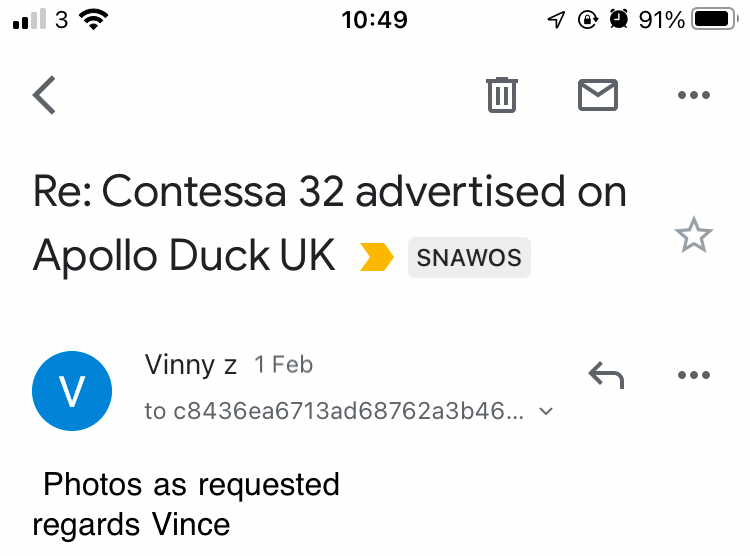 3 10:49 91%
Re: Contessa 32 advertised on
Apollo Duck UK SNAWOS
V Vinny z 1 Feb
to c8436ea6713ad68762a3b46...
Photos as requested
regards Vince